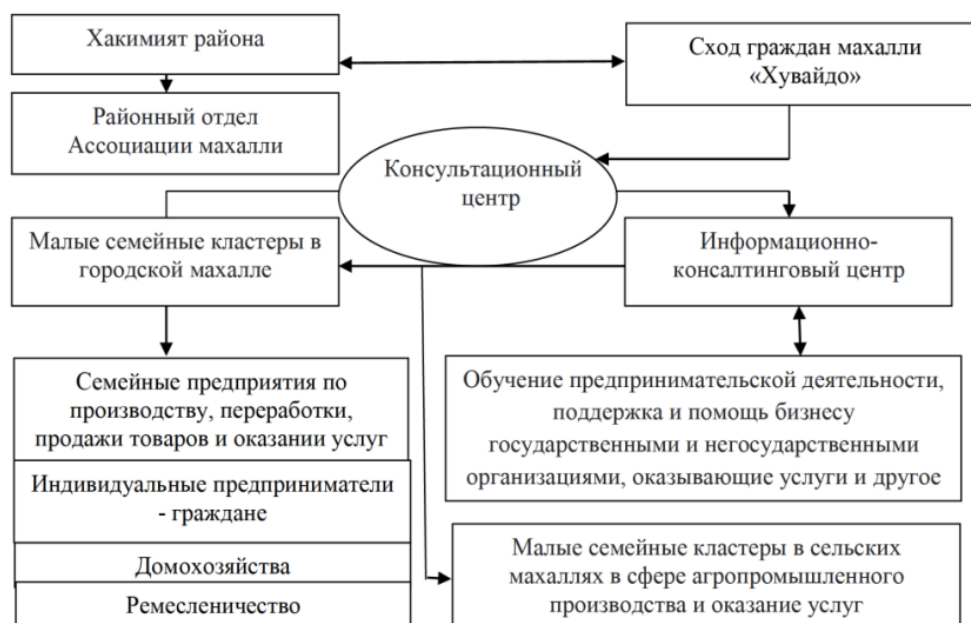 Хакимият района
Сход граждан махалли
«Хувайдо»
Районный отдел
Ассоциации махалли
Консультационный
центр
Малые семейные кластеры в
городской махалле
Информационно-
консалтинговый центр
Семейные предприятия по
производству, переработки,
продажи товаров и оказании услуг
Индивидуальные предприниматели
- граждане
Домохозяйства
Ремесленичество
Обучение предпринимательской деятельности,
поддержка и помощь бизнесу
государственными и негосударственными
организациями, оказывающие услуги и другое
Малые семейные кластеры в сельских
махаллях в сфере агропромышленного
производства и оказание услуг